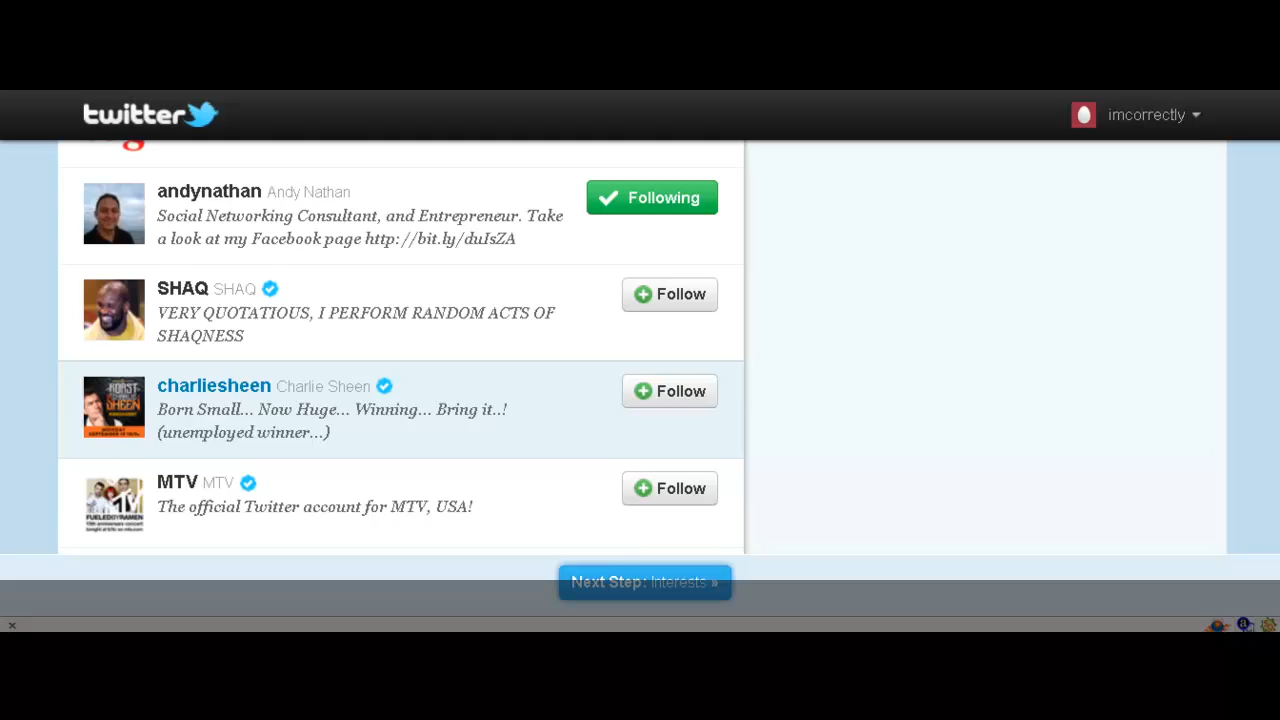 twitter
imcorrectly
andynathan Andy Nathan
Following
Social Networking Consultant, and Entrepreneur. Take
a look at my Facebook page http://bit.ly/duIsZA
SHAQ SHAQ
Follow
VERY QUOTATIOUS, I PERFORM RANDOM ACTS OF
SHAQNESS
charliesheen Charlie Sheen
Follow
Born Small... Now Huge... Winning... Bring it..!
(unemployed winner...)
MTV MTV
Follow
The official Twitter account for MTV, USA!
Next Step: Interests »